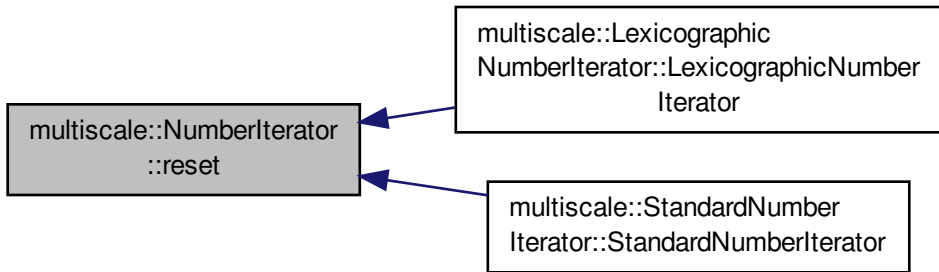 multiscale::NumberIterator
::reset
multiscale::Lexicographic
NumberIterator::LexicographicNumber
Iterator
multiscale::StandardNumber
Iterator::StandardNumberIterator